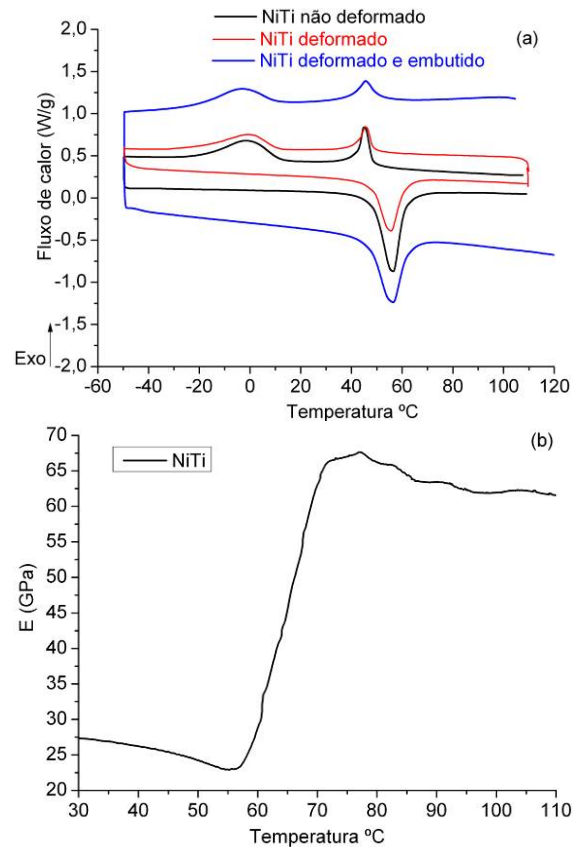 NiTi não deformado
NiTi deformado
NiTi deformado e embutido
(a)
Fluxo de calor (W/g)
2,0
1,5
1,0
0,5
0,0
-0,5
-1,0
-1,5
-2,0
Exo
-60 -40 -20 0 20 40 60 80 100 120
Temperatura ºC
(b)
NiTi
E (GPa)
70
65
60
55
50
45
40
35
30
25
20
30 40 50 60 70 80 90 100 110
Temperatura ºC